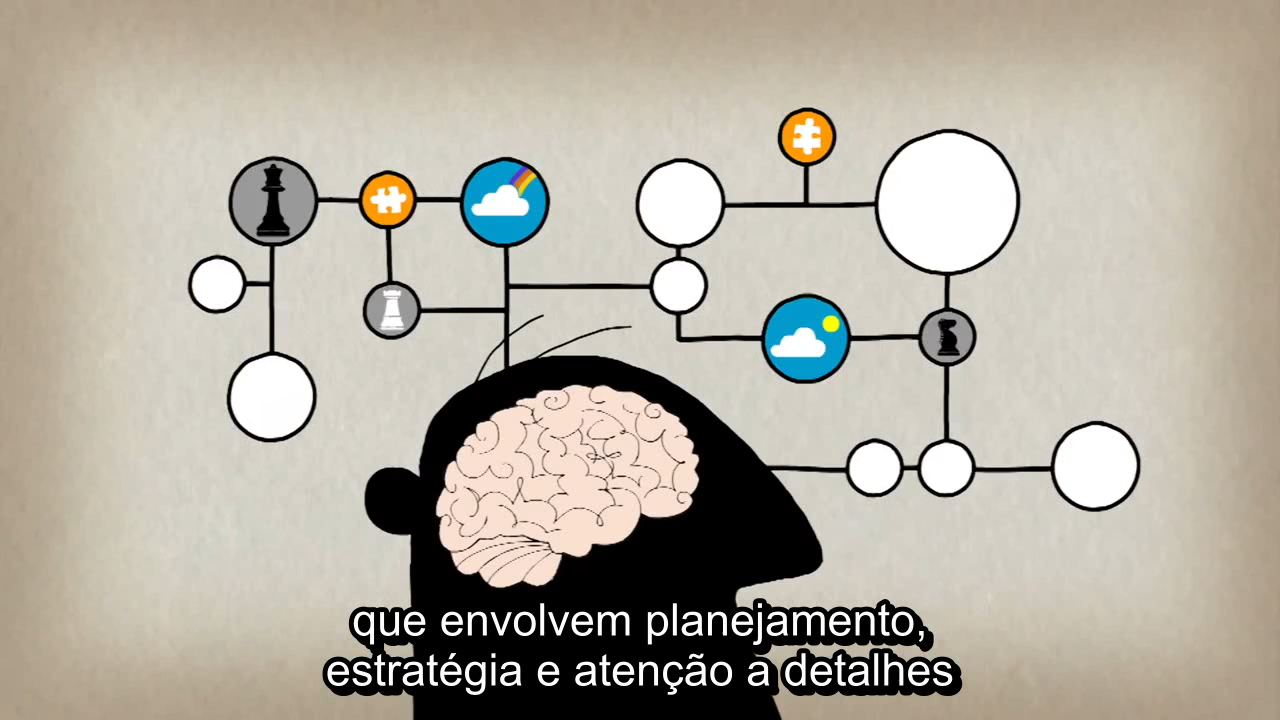 que envolvem planejamento,
estratégia e atenção a detalhes